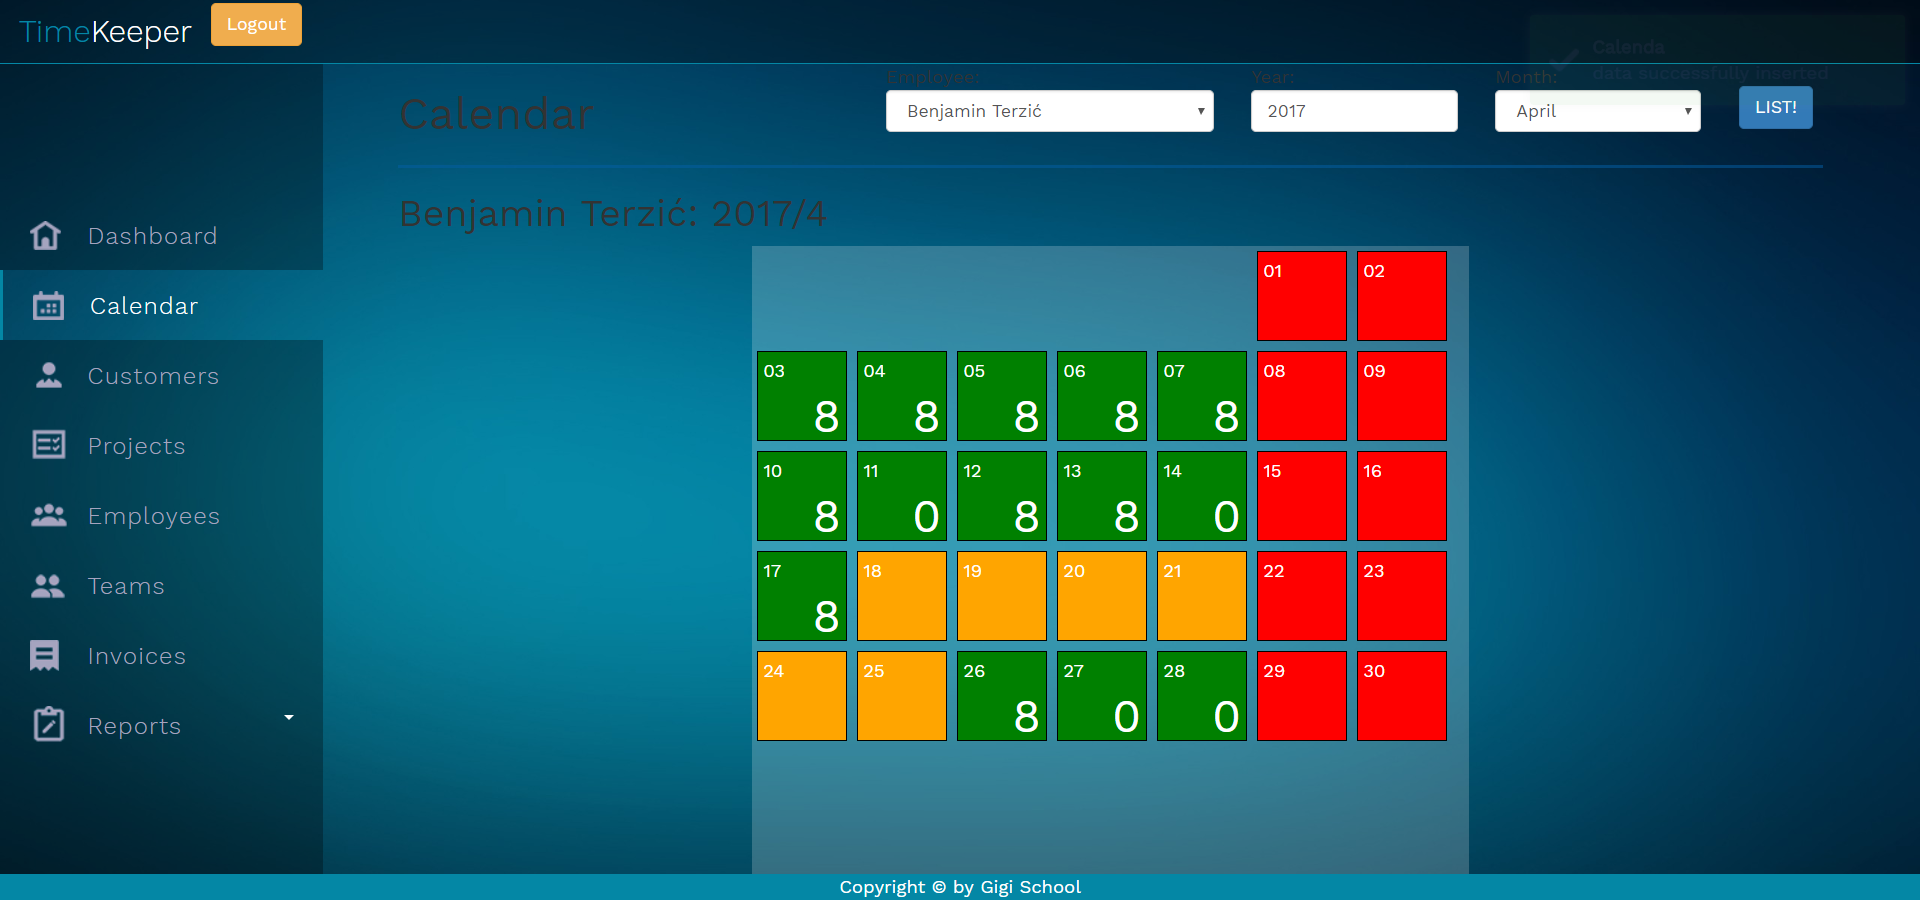 TimeKeeper
Logout
Calenda
data successfully inserted
Calendar
Employee:
Benjamin Terzić
Year:
2017
Month:
April
LIST!
Benjamin Terzić: 2017/4
Dashboard
Calendar
Customers
Projects
Employees
Teams
Invoices
Reports
01 02
03 8 04 8 05 8 06 8 07 8 08 09
10 8 11 0 12 8 13 8 14 0 15 16
17 8 18 19 20 21 22 23
24 25 26 8 27 0 28 0 29 30
Copyright © by Gigi School